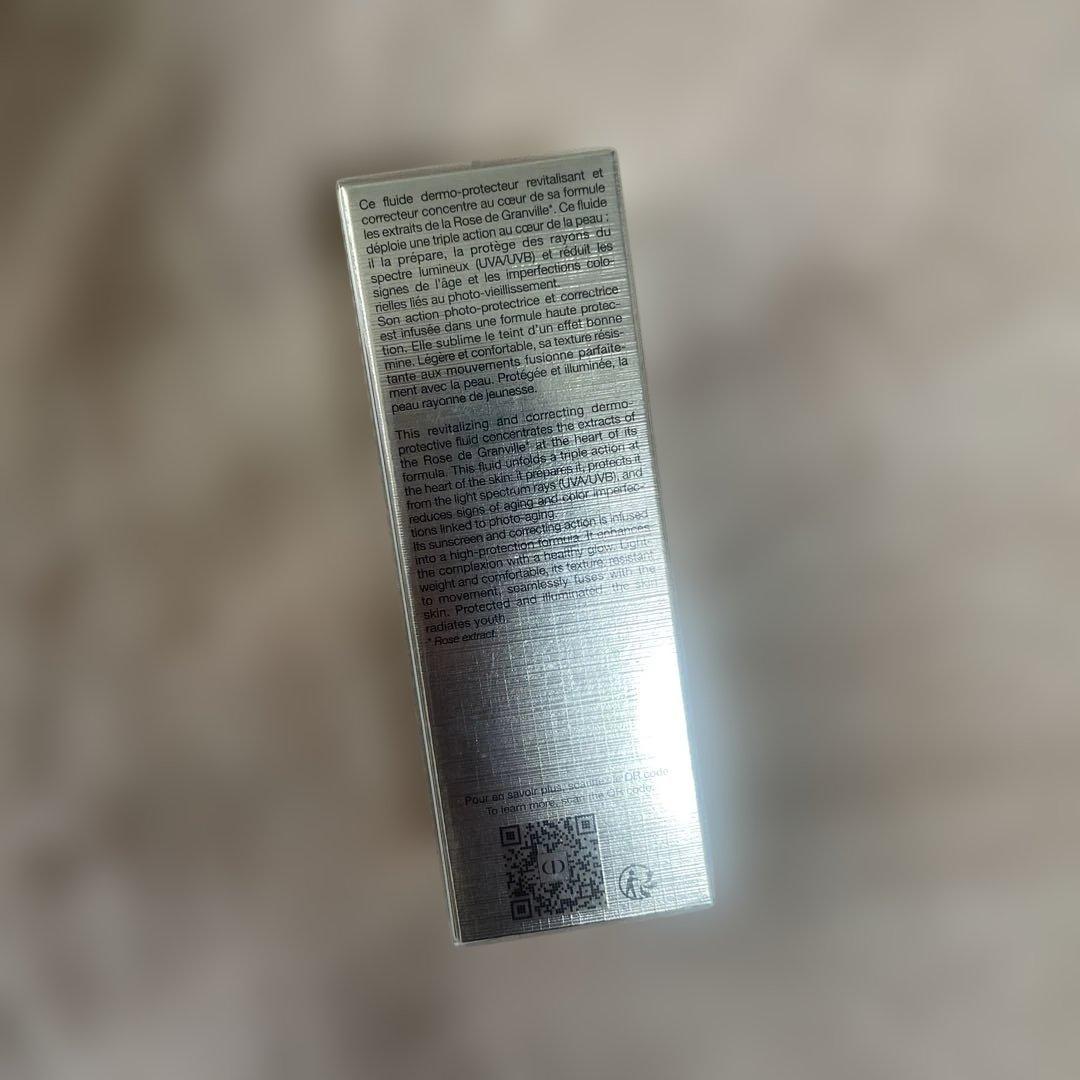 Ce fluide dermo-protecteur revitalisant et
correcteur concentre au cœur de sa formule
les extraits de la Rose de Granville*. Ce fluide
déploie une triple action au cœur de la peau :
il la prépare, la protège des rayons du
spectre lumineux (UVA/UVB) et réduit les
signes de l'âge et les imperfections colo-
rielles liés au photo-vieillissement.
Son action photo-protectrice et correctrice
est infusée dans une formule haute protec-
tion. Elle sublime le teint d'un effet bonne
mine. Légère et confortable, sa texture résis-
tante aux mouvements fusionne parfaite-
ment avec la peau. Protégée et illuminée, la
peau rayonne de jeunesse.
This revitalizing and correcting dermo-
protective fluid concentrates the extracts of
the Rose de Granville* at the heart of its
formula. This fluid unfolds a triple action at
the heart of the skin: it prepares it, protects it
from the light spectrum rays (UVA/UVB), and
reduces signs of aging and color imperfec-
tions linked to photo-aging.
Its sunscreen and correcting action is infused
into a high-protection formula. It enhances
the complexion with a healthy glow. Light-
weight and comfortable, its texture, resistant
to movement, seamlessly fuses with the
skin. Protected and illuminated, the skin
radiates youth.
* Rose extract.
Pour en savoir plus, scannez le QR code.
To learn more, scan the QR code.
CD